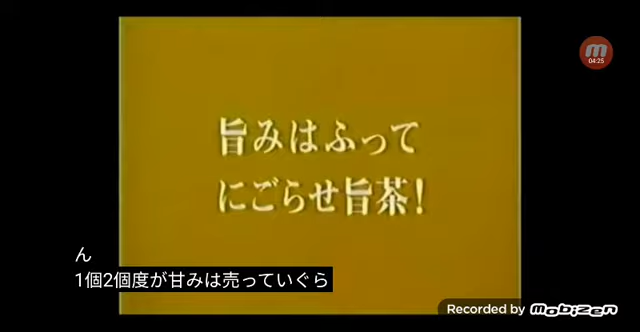 旨みはふって
にごらせ旨茶!
04:25
ん
1個2個度が甘みは売っていぐら
Recorded by Mobizen